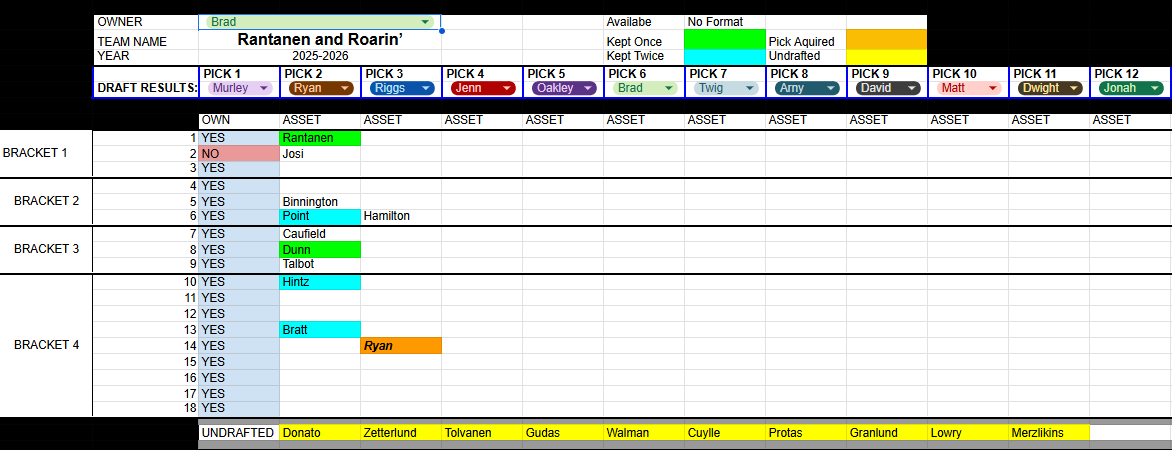 OWNER Brad Availabe No Format
TEAM NAME Rantanen and Roarin’ Kept Once Pick Aquired
YEAR 2025-2026 Kept Twice Undrafted
PICK 1 PICK 2 PICK 3 PICK 4 PICK 5 PICK 6 PICK 7 PICK 8 PICK 9 PICK 10 PICK 11 PICK 12
DRAFT RESULTS: Murley Ryan Riggs Jenn Oakley Brad Twig Amy David Matt Dwight Jonah
OWN ASSET ASSET ASSET ASSET ASSET ASSET ASSET ASSET ASSET ASSET ASSET
1 YES Rantanen
BRACKET 1 2 NO Josi
3 YES
4 YES
BRACKET 2 5 YES Binnington
6 YES Point Hamilton
7 YES Caufield
BRACKET 3 8 YES Dunn
9 YES Talbot
10 YES Hintz
11 YES
12 YES
13 YES Bratt
BRACKET 4 14 YES Ryan
15 YES
16 YES
17 YES
18 YES
UNDRAFTED Donato Zetterlund Tolvanen Gudas Walman Cuylle Protas Granlund Lowry Merzlikins